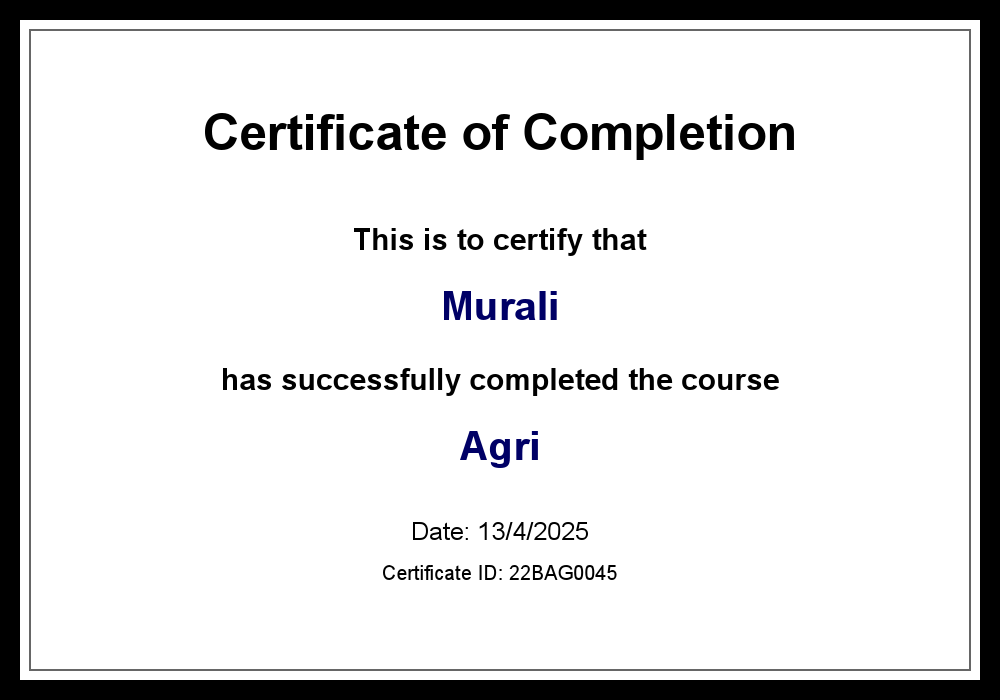 Certificate of Completion
This is to certify that
Murali
has successfully completed the course
Agri
Date: 13/4/2025
Certificate ID: 22BAG0045